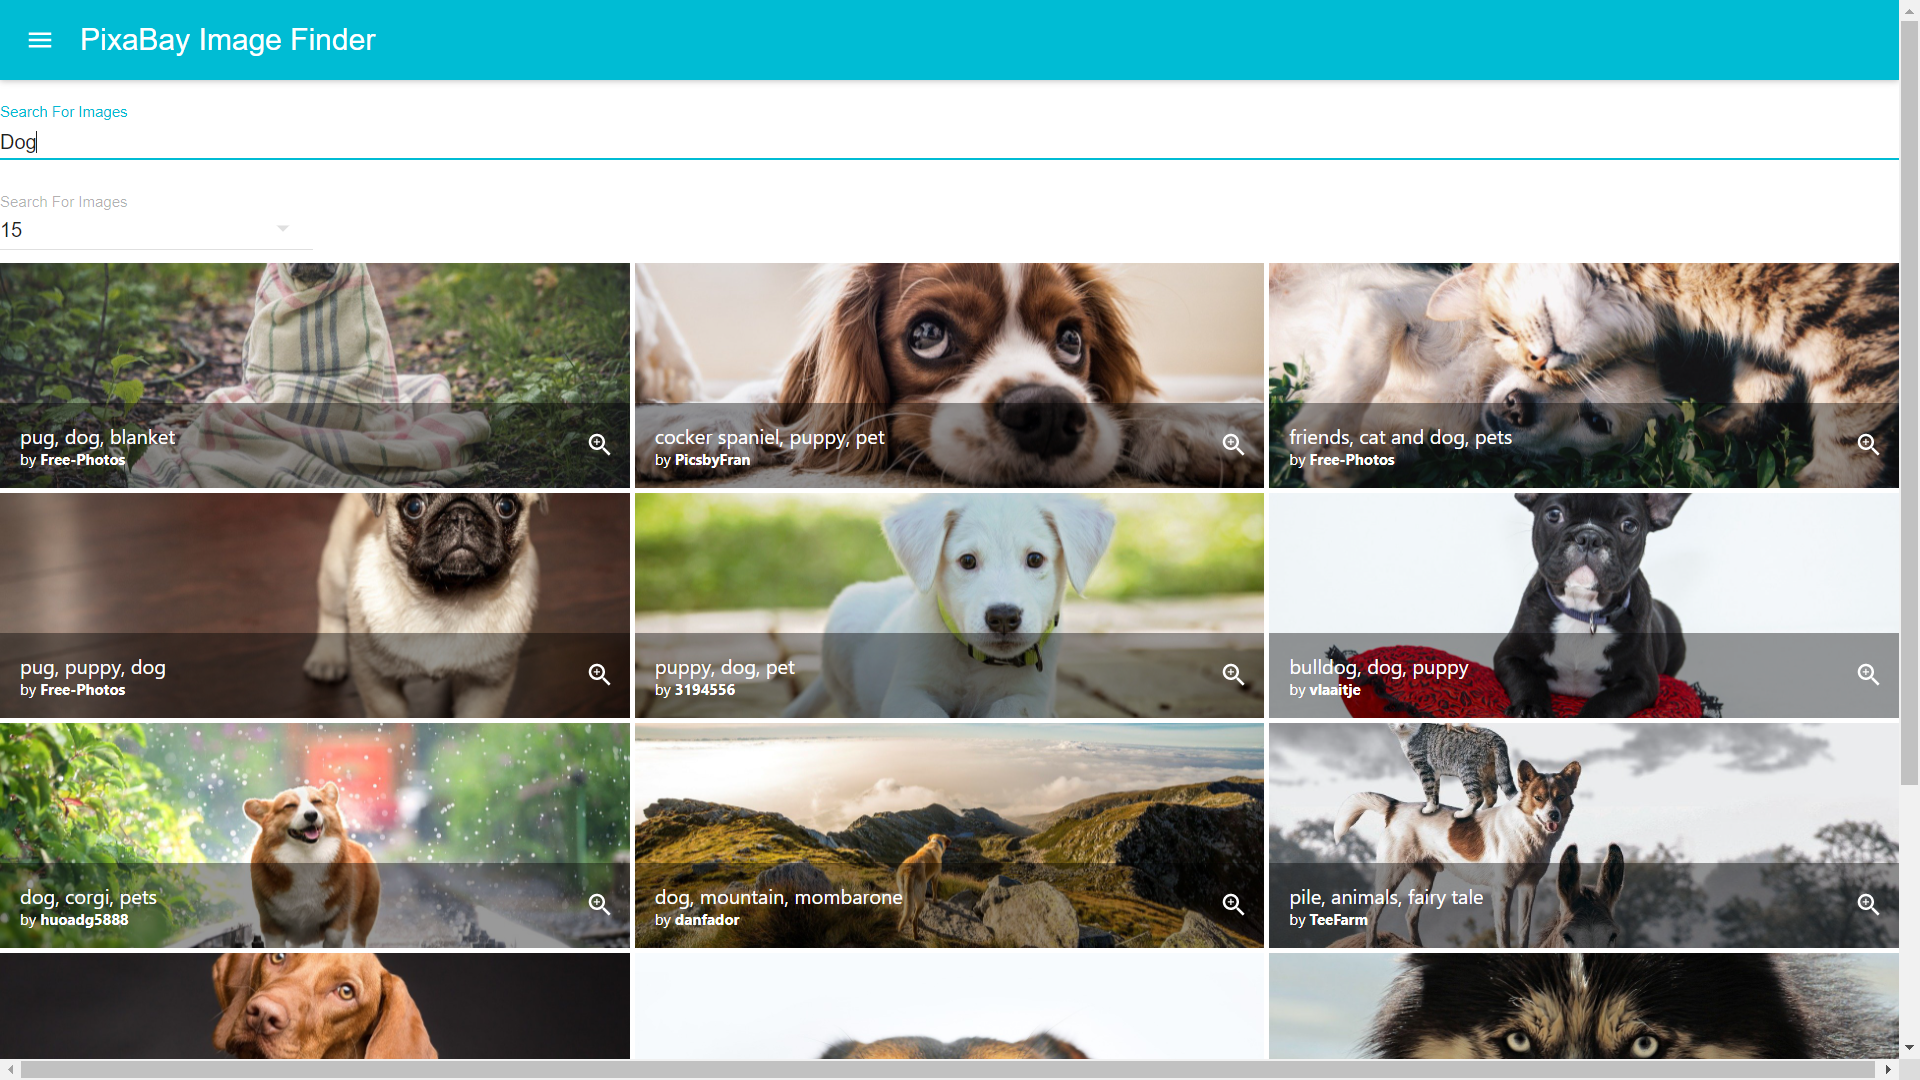 PixaBay Image Finder
Search For Images
Dog
Search For Images
15
pug, dog, blanket
by Free-Photos
cocker spaniel, puppy, pet
by PicsbyFran
friends, cat and dog, pets
by Free-Photos
pug, puppy, dog
by Free-Photos
puppy, dog, pet
by 3194556
bulldog, dog, puppy
by vlaaitje
dog, corgi, pets
by huoadg5888
dog, mountain, mombarone
by danfador
pile, animals, fairy tale
by TeeFarm